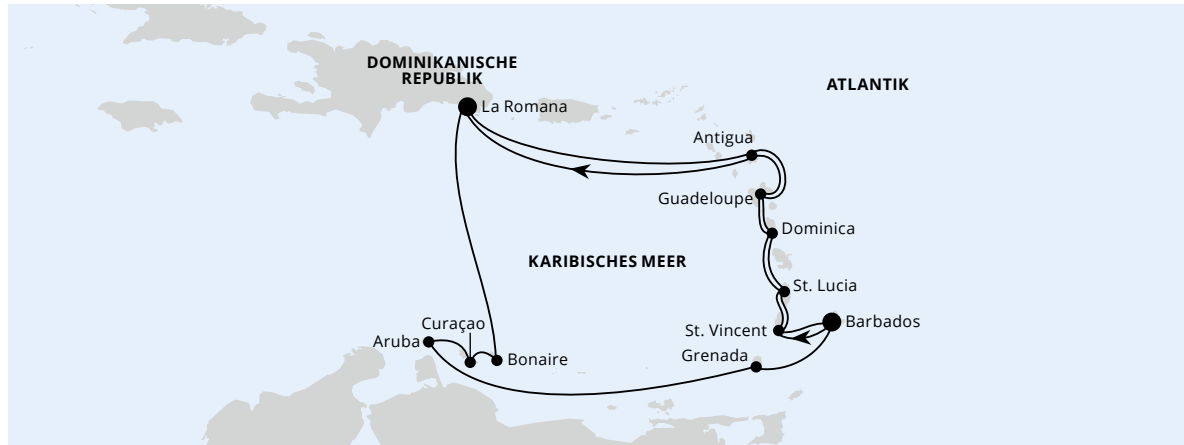 DOMINIKANISCHE
REPUBLIK
ATLANTIK
La Romana
Antigua
Guadeloupe
Dominica
KARIBISCHES MEER
St. Lucia
Curaçao
St. Vincent
Barbados
Aruba
Bonaire
Grenada